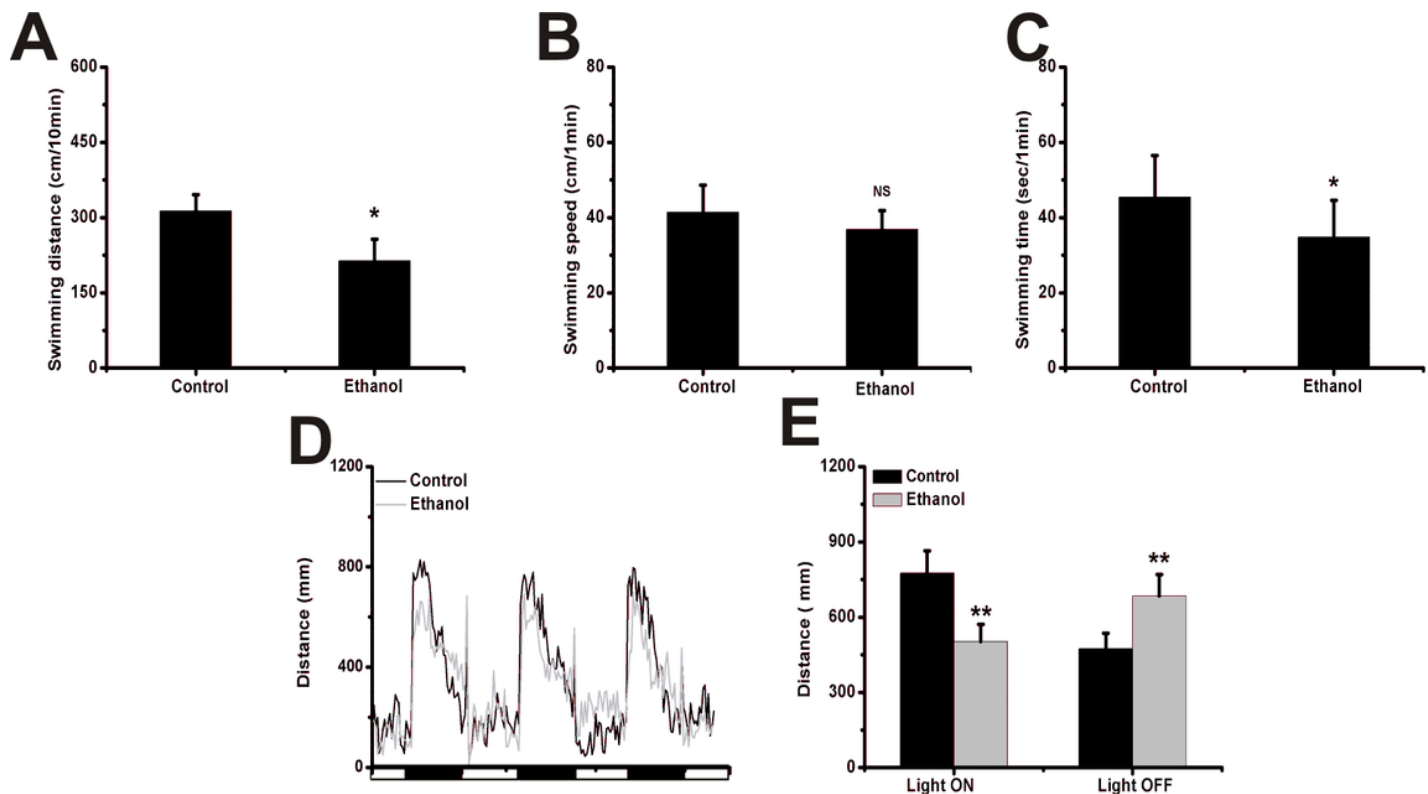 A
Swimming distance (cm/10min)
600
450
300
150
0
*
Control
Ethanol
B
Swimming speed (cm/1min)
80
60
40
20
0
NS
Control
Ethanol
C
Swimming time (sec/1min)
80
60
40
20
0
*
Control
Ethanol
D
Distance (mm)
1200
800
400
0
Control
Ethanol
E
Distance ( mm)
1200
900
600
300
0
Control
Ethanol
**
**
Light ON
Light OFF